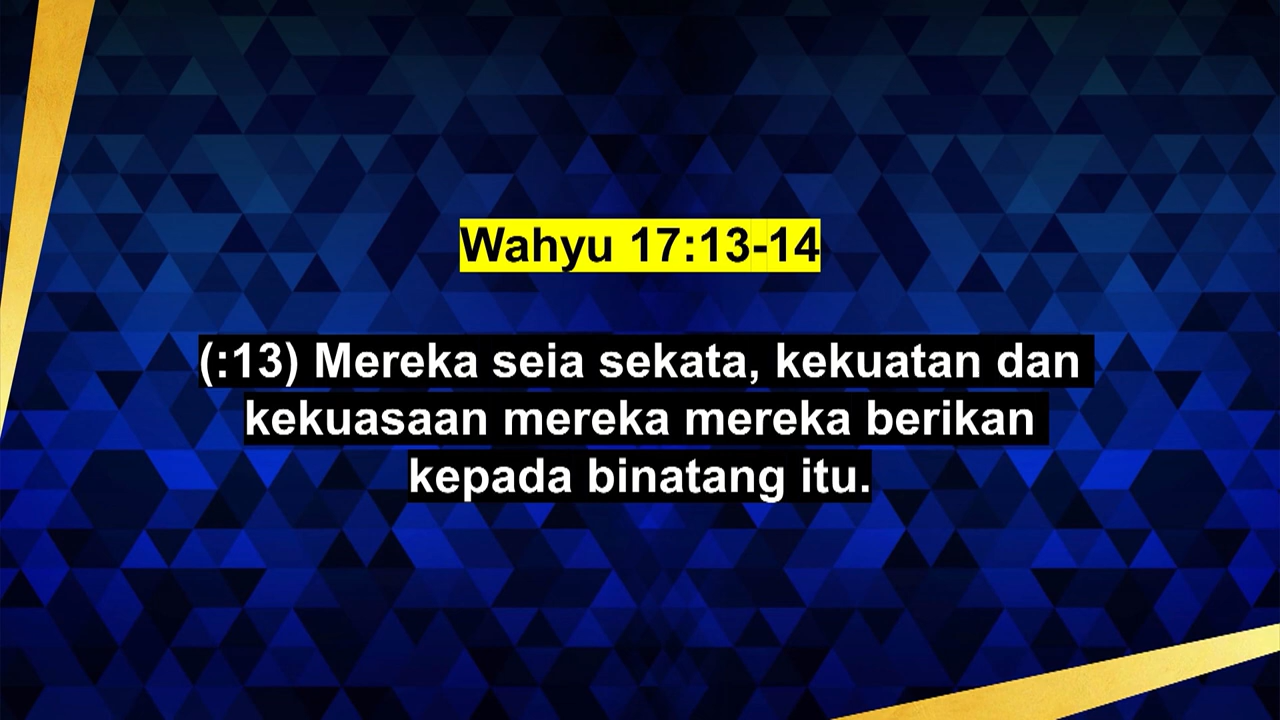 Wahyu 17:13-14
(:13) Mereka seia sekata, kekuatan dan
kekuasaan mereka mereka berikan
kepada binatang itu.